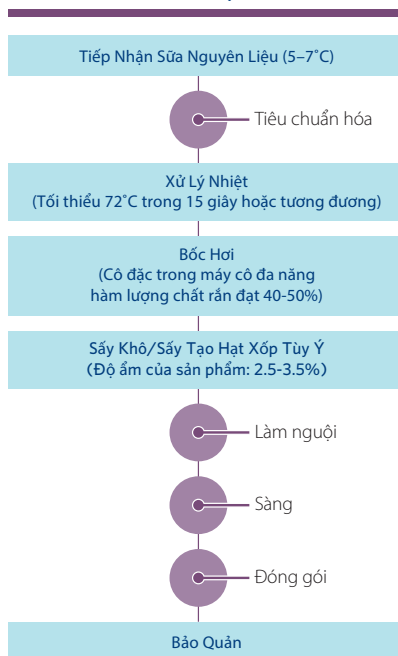 Tiếp Nhận Sữa Nguyên Liệu (5–7˚C)
Tiêu chuẩn hóa
Xử Lý Nhiệt
(Tối thiểu 72˚C trong 15 giây hoặc tương đương)
Bốc Hơi
(Cô đặc trong máy cô đa năng
hàm lượng chất rắn đạt 40-50%)
Sấy Khô/Sấy Tạo Hạt Xốp Tùy Ý
(Độ ẩm của sản phẩm: 2.5-3.5%)
Làm nguội
Sàng
Đóng gói
Bảo Quản